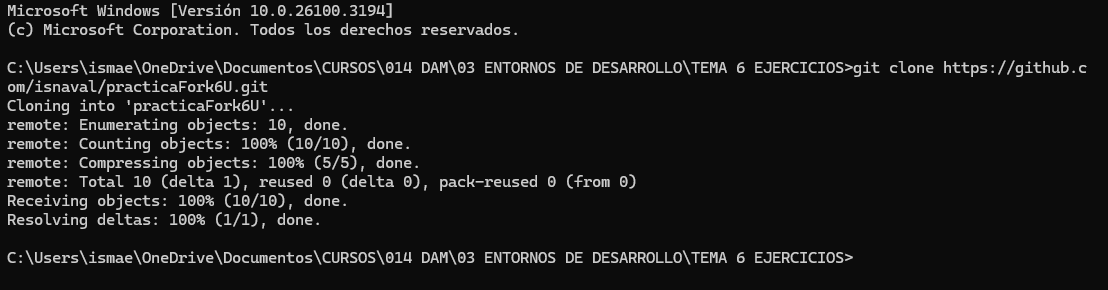 Microsoft Windows [Versión 10.0.26100.3194]
(c) Microsoft Corporation. Todos los derechos reservados.
C:\Users\ismae\OneDrive\Documentos\CURSOS\014 DAM\03 ENTORNOS DE DESARROLLO\TEMA 6 EJERCICIOS>git clone https://github.c
om/isnaval/practicaFork6U.git
Cloning into 'practicaFork6U'...
remote: Enumerating objects: 10, done.
remote: Counting objects: 100% (10/10), done.
remote: Compressing objects: 100% (5/5), done.
remote: Total 10 (delta 1), reused 0 (delta 0), pack-reused 0 (from 0)
Receiving objects: 100% (10/10), done.
Resolving deltas: 100% (1/1), done.
C:\Users\ismae\OneDrive\Documentos\CURSOS\014 DAM\03 ENTORNOS DE DESARROLLO\TEMA 6 EJERCICIOS>